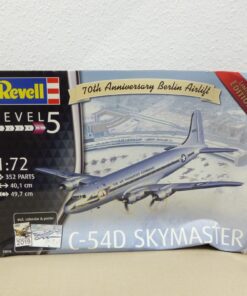 Revell
70th Anniversary Berlin Airlift
LEVEL 5
1:72
352 PARTS
40,1 cm
49,7 cm
C-54D SKYMASTER